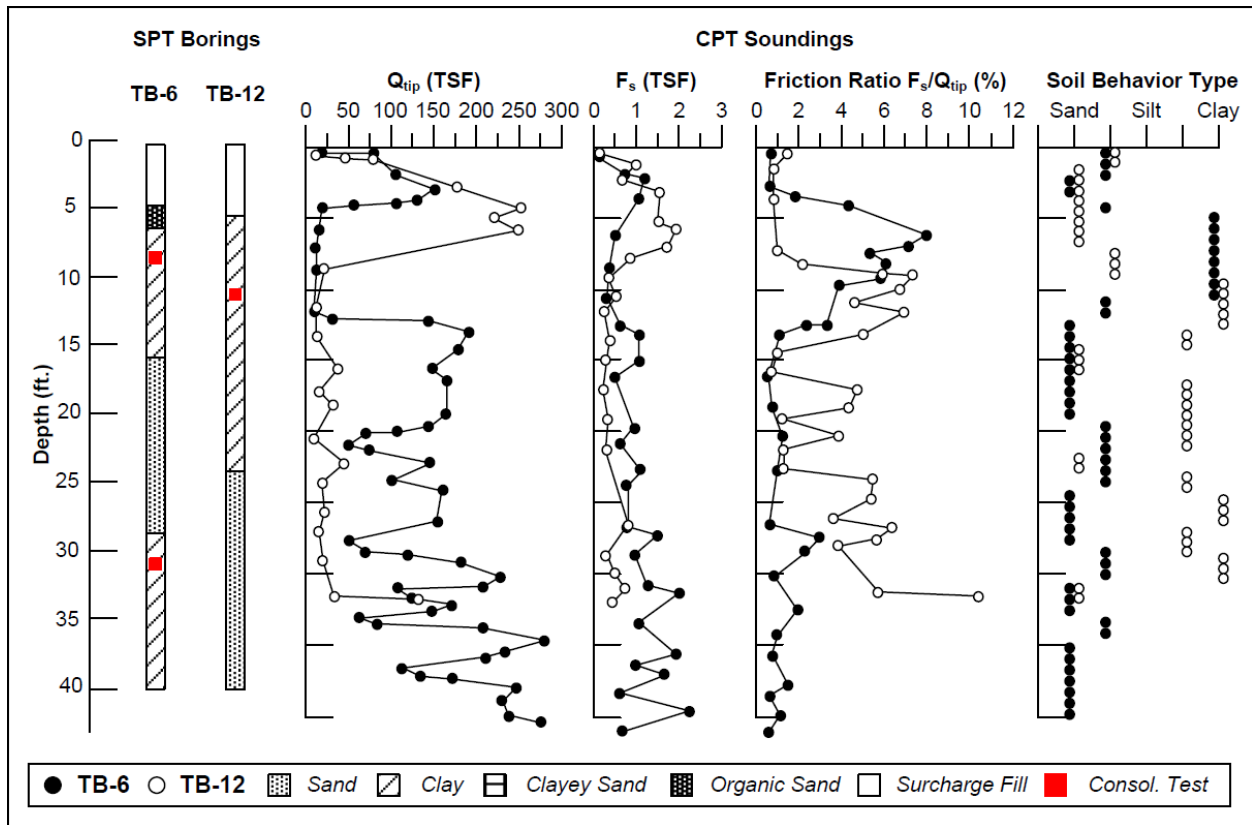 SPT Borings
CPT Soundings
TB-6 TB-12
Qtip (TSF)
Fs (TSF)
Friction Ratio Fs/Qtip (%)
Soil Behavior Type
0 50 100 150 200 250 300
0 1 2 3
0 2 4 6 8 10 12
Sand Silt Clay
Depth (ft.)
0
5
10
15
20
25
30
35
40
TB-6 TB-12 Sand Clay Clayey Sand Organic Sand Surcharge Fill Consol. Test